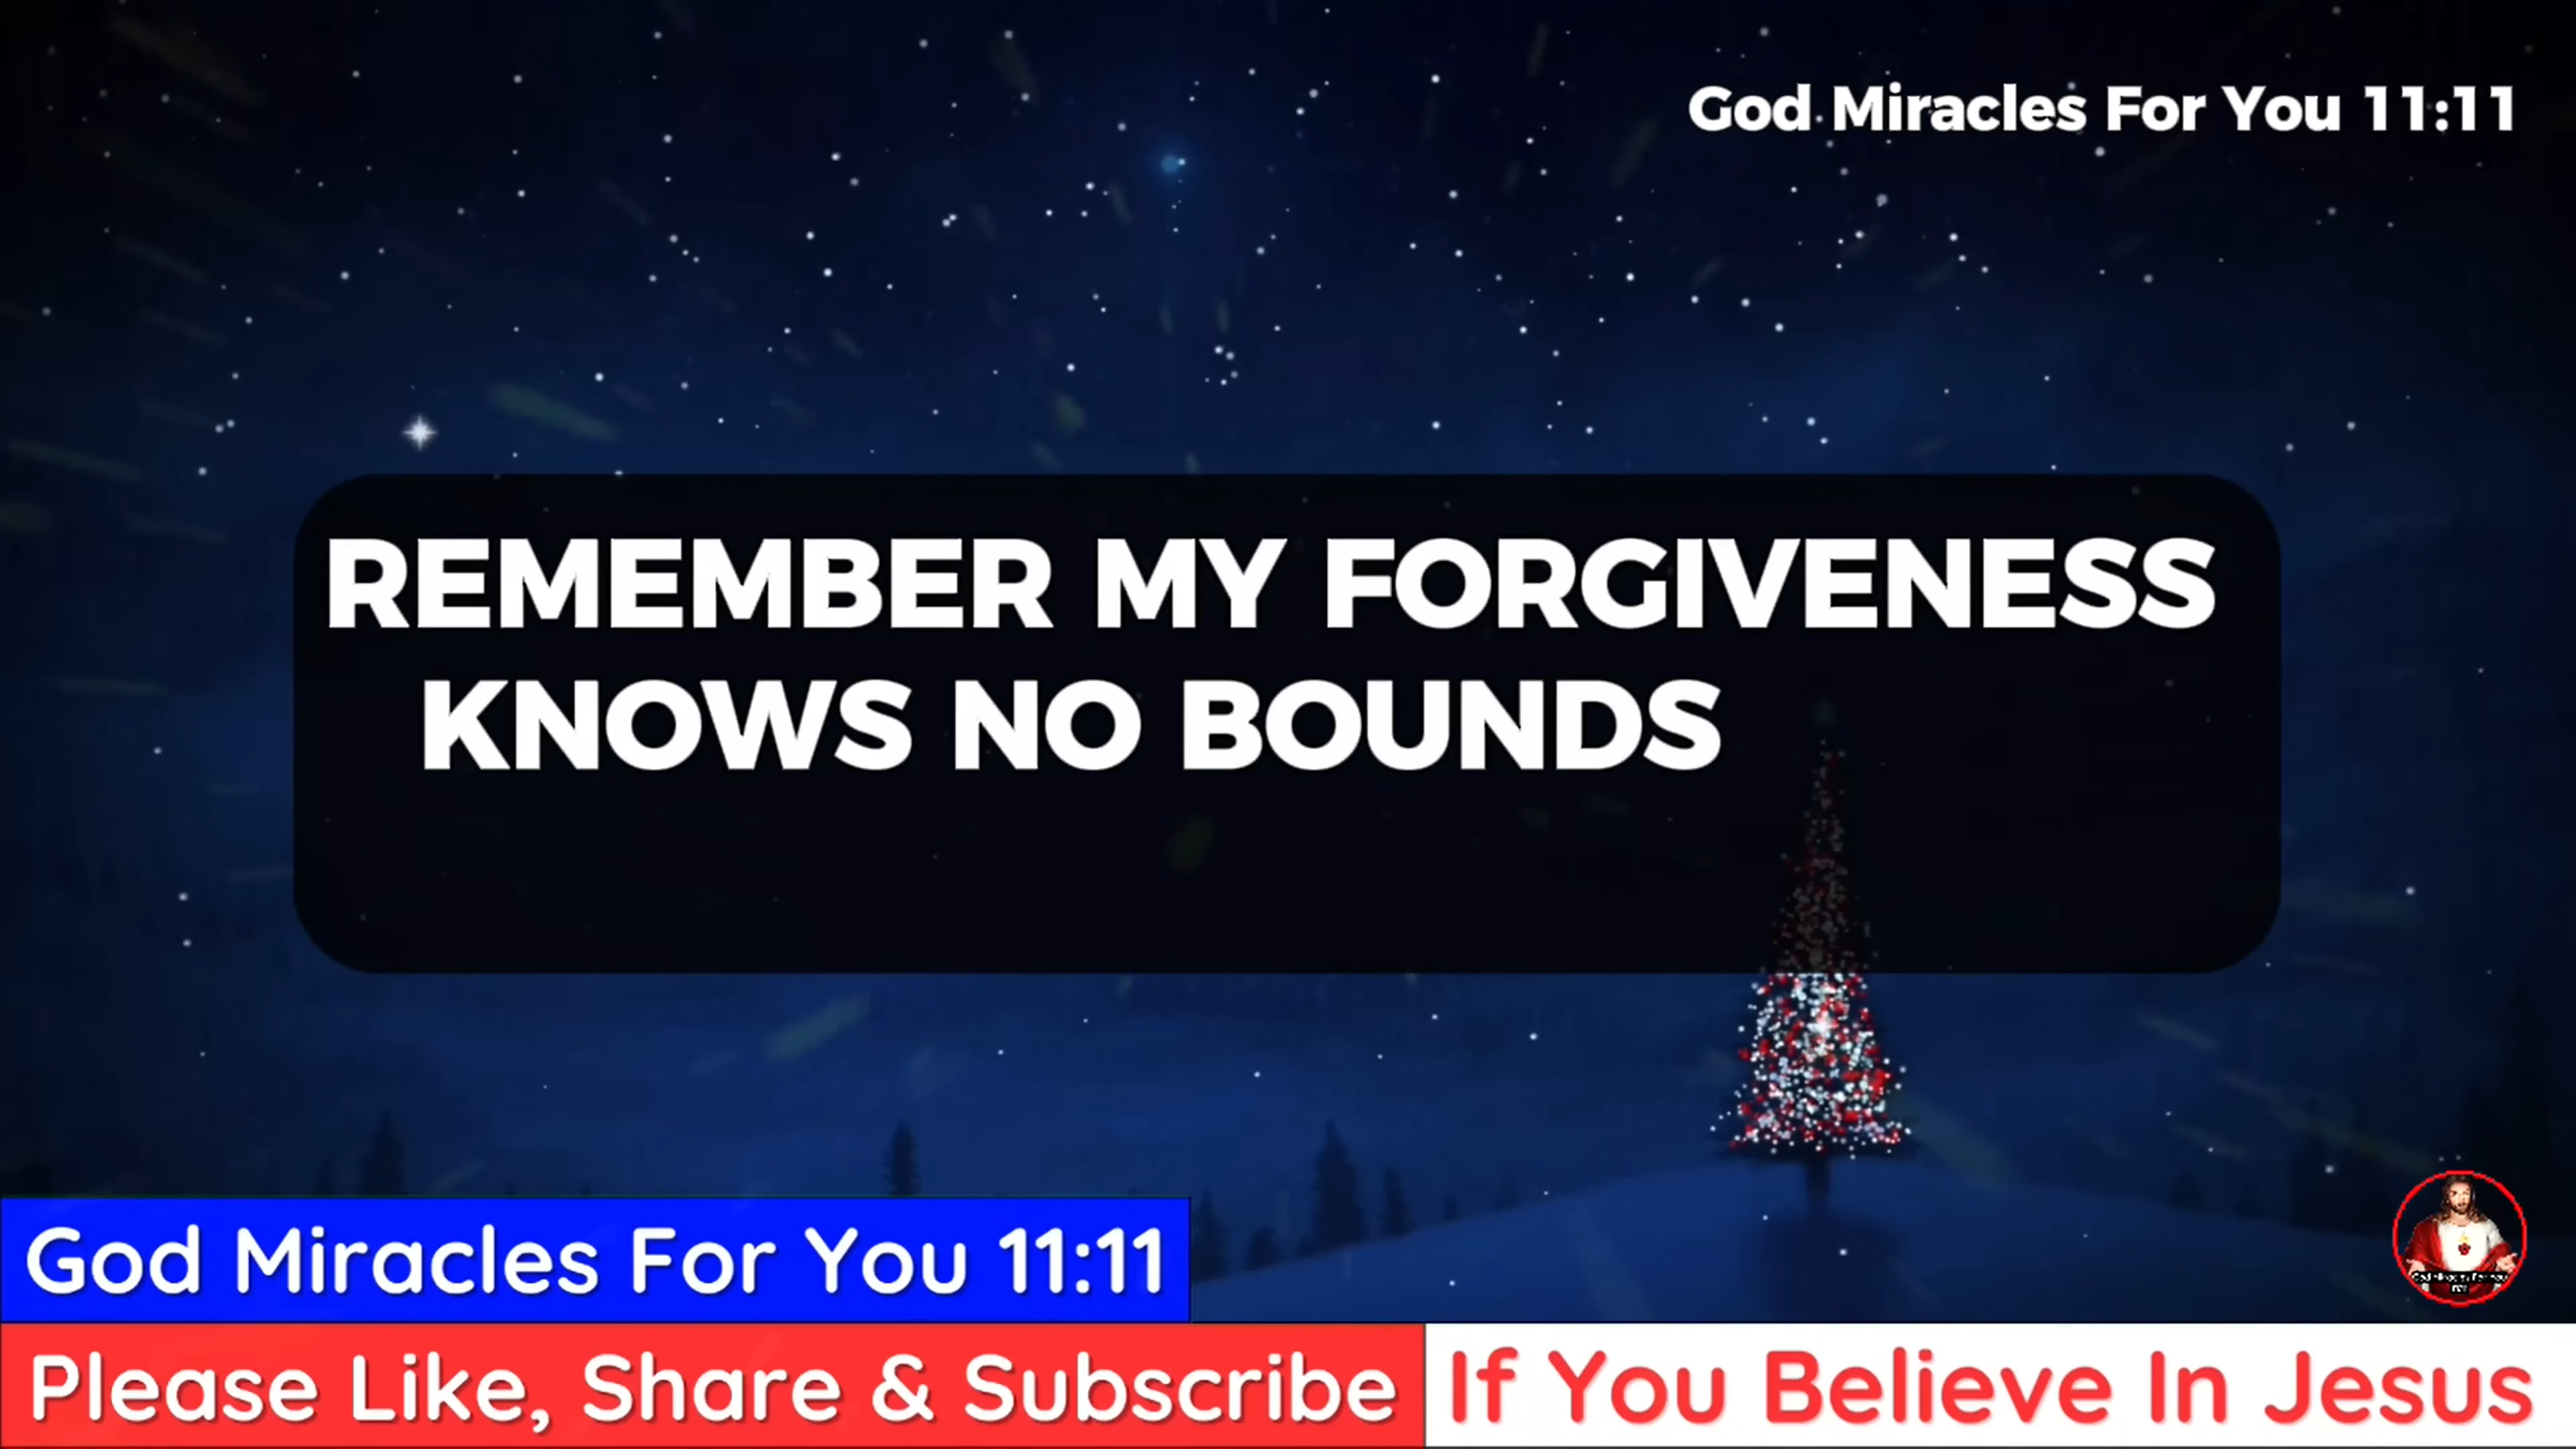 God Miracles For You 11:11
REMEMBER MY FORGIVENESS
KNOWS NO BOUNDS
God Miracles For You 11:11
Please Like, Share & Subscribe
If You Believe In Jesus